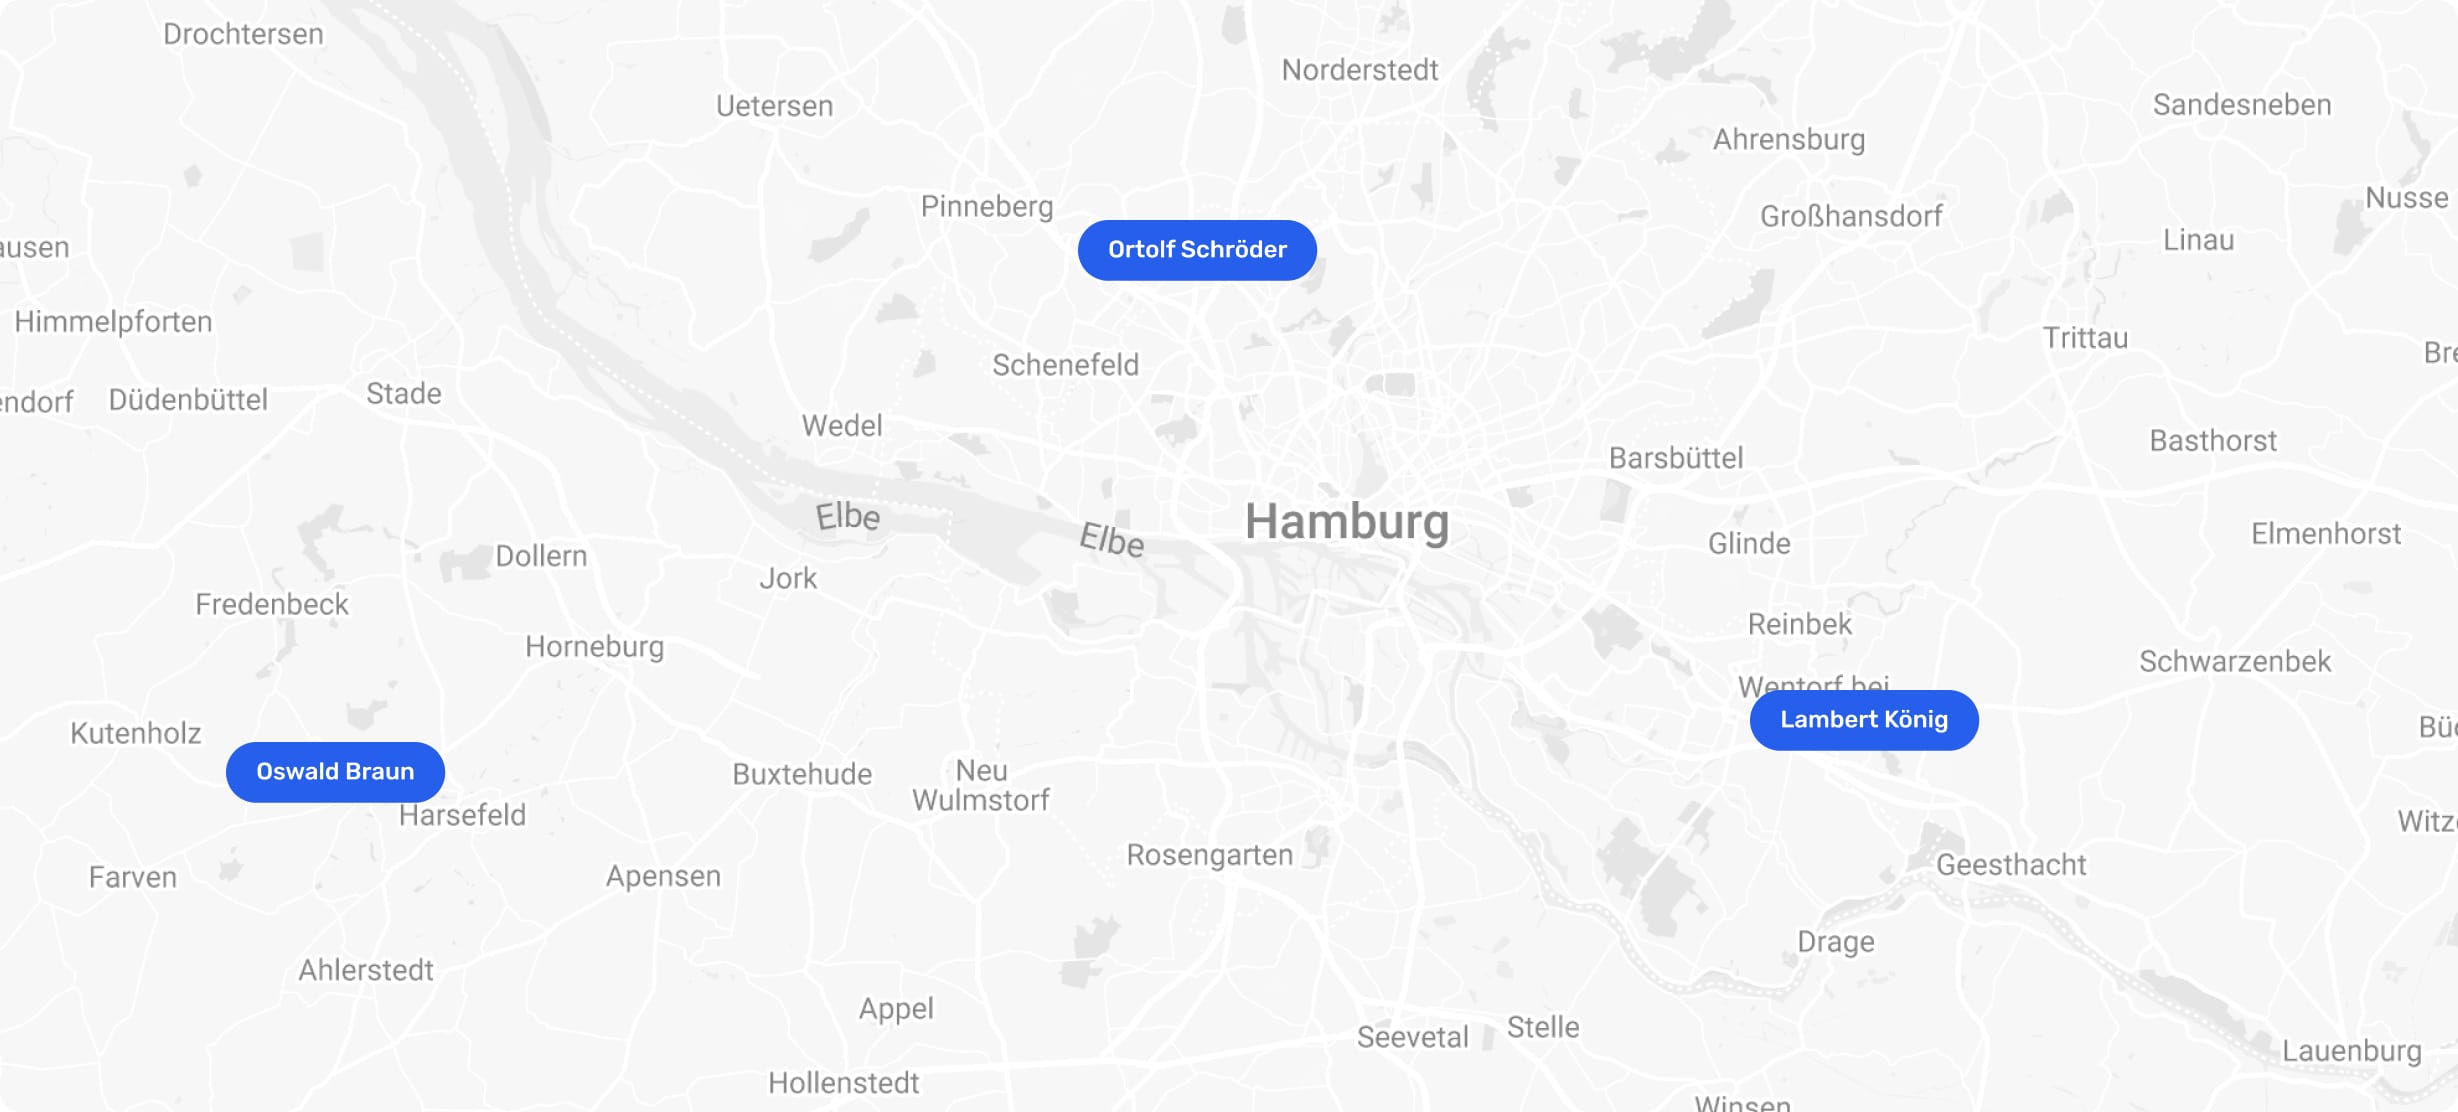 Drochtersen
Norderstedt
Uetersen
Sandesneben
Ahrensburg
Pinneberg
Nusse
Großhansdorf
Linau
ausen
Ortolf Schröder
Himmelpforten
Trittau
Bre
Schenefeld
Stade
endorf
Düdenbüttel
Wedel
Basthorst
Barsbüttel
Elbe
Hamburg
Elmenhorst
Elbe
Glinde
Dollern
Jork
Fredenbeck
Reinbek
Horneburg
Schwarzenbek
Wentorf bei
Lambert König
Büc
Kutenholz
Oswald Braun
Buxtehude
Neu
Wulmstorf
Harsefeld
Witze
Rosengarten
Geesthacht
Farven
Apensen
Drage
Ahlerstedt
Appel
Stelle
Seevetal
Lauenburg
Hollenstedt
Winsen